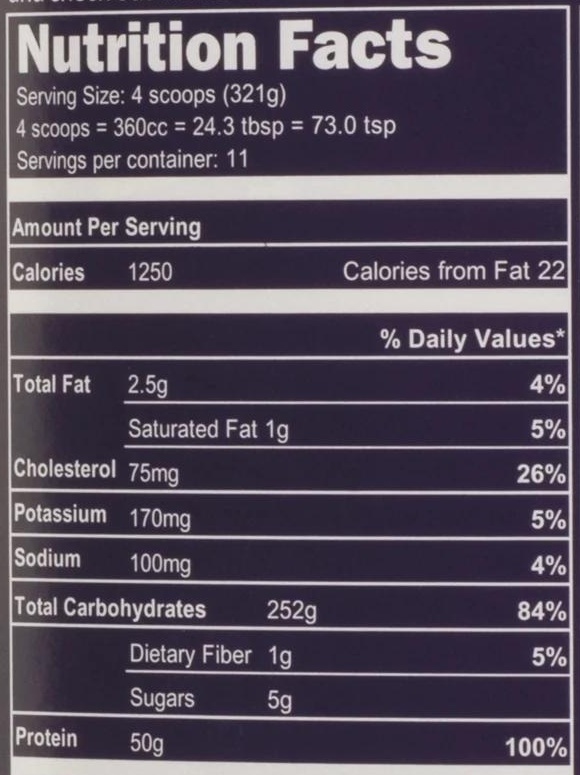 Nutrition Facts
Serving Size: 4 scoops (321g)
4 scoops = 360cc = 24.3 tbsp = 73.0 tsp
Servings per container: 11
Amount Per Serving
Calories 1250 Calories from Fat 22
% Daily Values*
Total Fat 2.5g 4%
Saturated Fat 1g 5%
Cholesterol 75mg 26%
Potassium 170mg 5%
Sodium 100mg 4%
Total Carbohydrates 252g 84%
Dietary Fiber 1g 5%
Sugars 5g
Protein 50g 100%